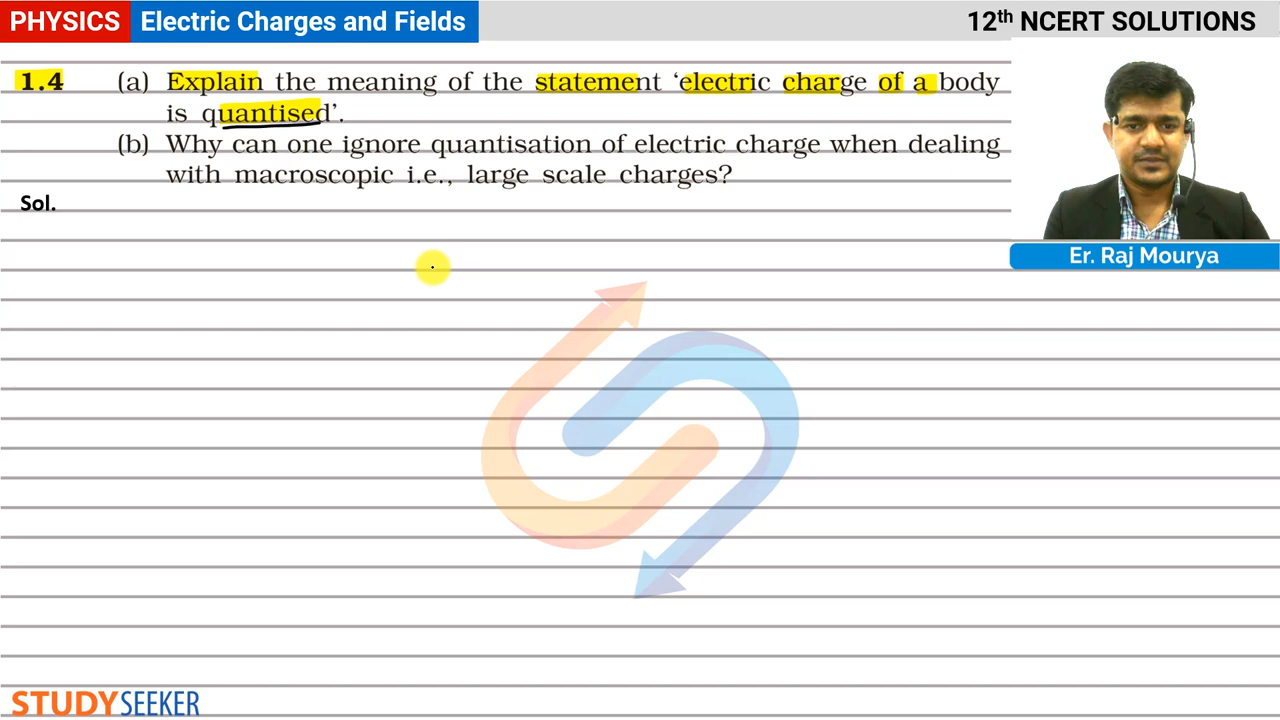 PHYSICS Electric Charges and Fields 12th NCERT SOLUTIONS
1.4 (a) Explain the meaning of the statement ‘electric charge of a body
is quantised’.
(b) Why can one ignore quantisation of electric charge when dealing
with macroscopic i.e., large scale charges?
Sol.
Er. Raj Mourya
STUDY SEEKER